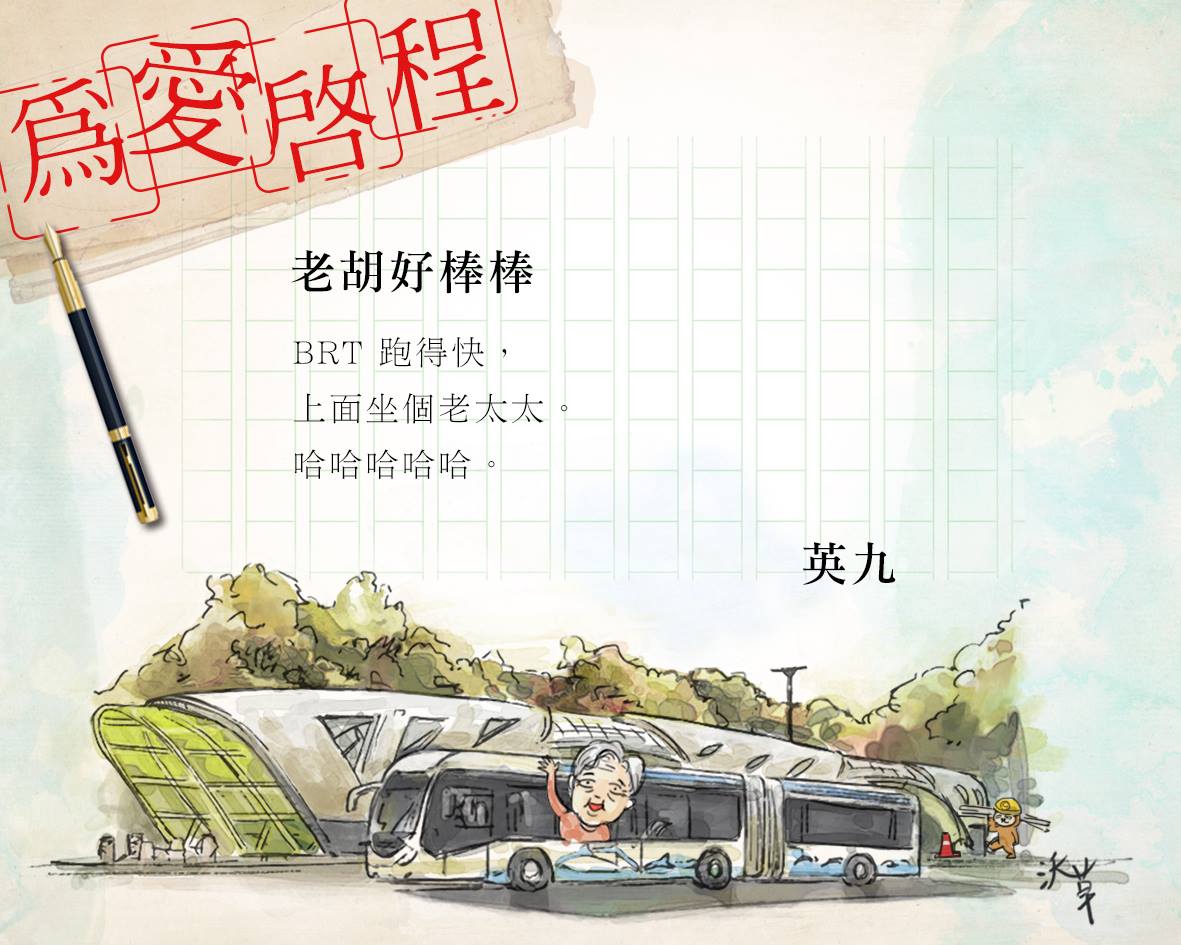 爲愛啓程
老胡好棒棒
BRT 跑得快，
上面坐個老太太。
哈哈哈哈哈。
英九
沃草